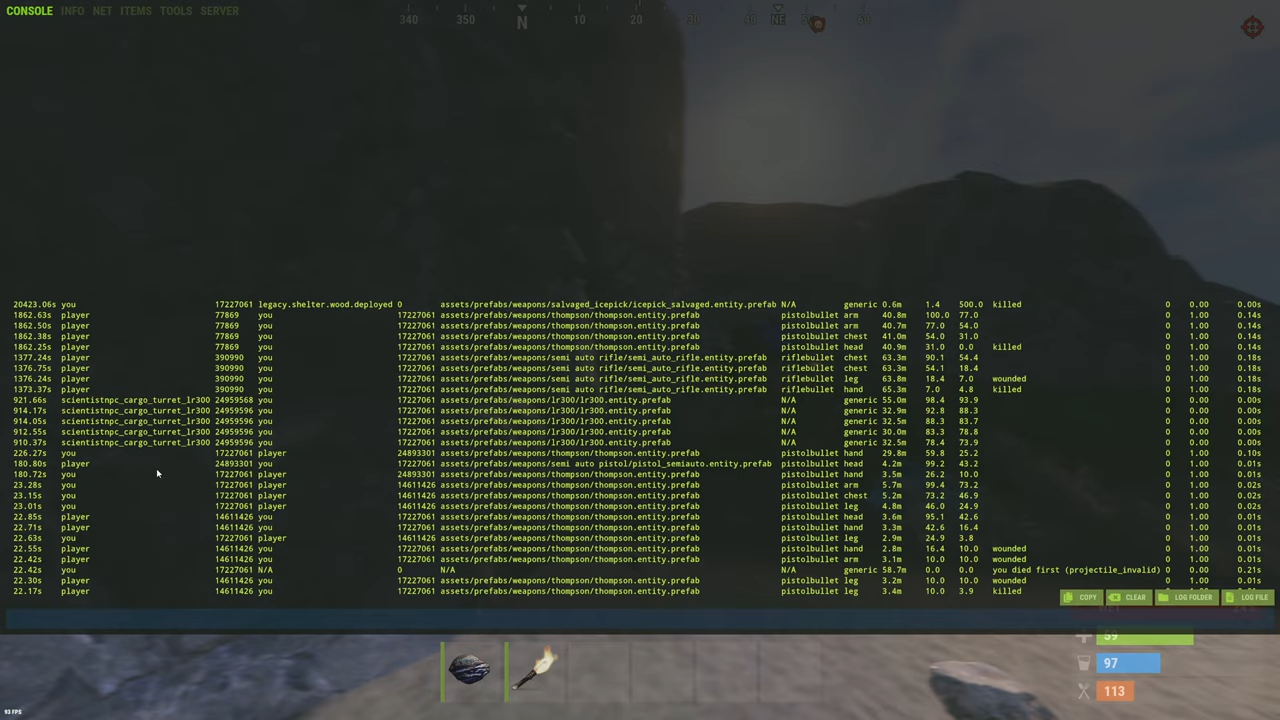 CONSOLE INFO NET ITEMS TOOLS SERVER
340 350 N 10 20 30 40 NE 60
20423.06s you 17227061 legacy.shelter.wood.deployed 0 assets/prefabs/weapons/salvaged_icepick/icepick_salvaged.entity.prefab N/A generic 0.6m 1.4 500.0 killed 0 0.00 0.00s
1862.63s player 77869 you 17227061 assets/prefabs/weapons/thompson/thompson.entity.prefab pistolbullet arm 40.8m 100.0 77.0 0 1.00 0.14s
1862.50s player 77869 you 17227061 assets/prefabs/weapons/thompson/thompson.entity.prefab pistolbullet arm 40.7m 77.0 54.0 0 1.00 0.14s
1862.38s player 77869 you 17227061 assets/prefabs/weapons/thompson/thompson.entity.prefab pistolbullet chest 41.0m 54.0 31.0 0 1.00 0.14s
1862.25s player 77869 you 17227061 assets/prefabs/weapons/thompson/thompson.entity.prefab pistolbullet head 40.9m 31.0 0.0 killed 0 1.00 0.14s
1377.24s player 390990 you 17227061 assets/prefabs/weapons/semi auto rifle/semi_auto_rifle.entity.prefab riflebullet chest 63.3m 90.1 54.4 0 1.00 0.18s
1376.75s player 390990 you 17227061 assets/prefabs/weapons/semi auto rifle/semi_auto_rifle.entity.prefab riflebullet chest 63.3m 54.1 18.4 0 1.00 0.18s
1376.24s player 390990 you 17227061 assets/prefabs/weapons/semi auto rifle/semi_auto_rifle.entity.prefab riflebullet leg 63.8m 18.4 7.0 wounded 0 1.00 0.18s
1373.37s player 390990 you 17227061 assets/prefabs/weapons/semi auto rifle/semi_auto_rifle.entity.prefab riflebullet hand 65.3m 7.0 4.8 killed 0 1.00 0.18s
921.66s scientistnpc_cargo_turret_lr300 24959568 you 17227061 assets/prefabs/weapons/lr300/lr300.entity.prefab N/A generic 55.0m 98.4 93.9 0 0.00 0.00s
914.17s scientistnpc_cargo_turret_lr300 24959596 you 17227061 assets/prefabs/weapons/lr300/lr300.entity.prefab N/A generic 32.9m 92.8 88.3 0 0.00 0.00s
914.05s scientistnpc_cargo_turret_lr300 24959596 you 17227061 assets/prefabs/weapons/lr300/lr300.entity.prefab N/A generic 32.5m 88.3 83.7 0 0.00 0.00s
912.55s scientistnpc_cargo_turret_lr300 24959596 you 17227061 assets/prefabs/weapons/lr300/lr300.entity.prefab N/A generic 30.0m 83.3 78.8 0 0.00 0.00s
910.37s scientistnpc_cargo_turret_lr300 24959596 you 17227061 assets/prefabs/weapons/lr300/lr300.entity.prefab N/A generic 32.5m 78.4 73.9 0 0.00 0.00s
226.27s you 17227061 player 24893301 assets/prefabs/weapons/thompson/thompson.entity.prefab pistolbullet hand 29.8m 59.8 25.2 0 1.00 0.10s
180.80s player 24893301 you 17227061 assets/prefabs/weapons/semi auto pistol/pistol_semiauto.entity.prefab pistolbullet head 4.2m 99.2 43.2 0 1.00 0.01s
180.72s you 17227061 player 24893301 assets/prefabs/weapons/thompson/thompson.entity.prefab pistolbullet hand 3.5m 26.2 10.0 0 1.00 0.01s
23.28s you 17227061 player 14611426 assets/prefabs/weapons/thompson/thompson.entity.prefab pistolbullet arm 5.7m 99.4 73.2 0 1.00 0.02s
23.15s you 17227061 player 14611426 assets/prefabs/weapons/thompson/thompson.entity.prefab pistolbullet chest 5.2m 73.2 46.9 0 1.00 0.02s
23.01s you 17227061 player 14611426 assets/prefabs/weapons/thompson/thompson.entity.prefab pistolbullet leg 4.8m 46.0 24.9 0 1.00 0.02s
22.85s player 14611426 you 17227061 assets/prefabs/weapons/thompson/thompson.entity.prefab pistolbullet head 3.6m 95.1 42.6 0 1.00 0.01s
22.71s player 14611426 you 17227061 assets/prefabs/weapons/thompson/thompson.entity.prefab pistolbullet hand 3.3m 42.6 16.4 0 1.00 0.01s
22.63s you 17227061 player 14611426 assets/prefabs/weapons/thompson/thompson.entity.prefab pistolbullet leg 2.9m 24.9 3.8 0 1.00 0.01s
22.55s player 14611426 you 17227061 assets/prefabs/weapons/thompson/thompson.entity.prefab pistolbullet hand 2.8m 16.4 10.0 wounded 0 1.00 0.01s
22.42s player 14611426 you 17227061 assets/prefabs/weapons/thompson/thompson.entity.prefab pistolbullet arm 3.1m 10.0 10.0 wounded 0 1.00 0.01s
22.42s you 17227061 N/A 0 N/A generic 58.7m 0.0 0.0 you died first (projectile_invalid) 0 0.00 0.21s
22.30s player 14611426 you 17227061 assets/prefabs/weapons/thompson/thompson.entity.prefab pistolbullet leg 3.2m 10.0 10.0 wounded 0 1.00 0.01s
22.17s player 14611426 you 17227061 assets/prefabs/weapons/thompson/thompson.entity.prefab pistolbullet leg 3.4m 10.0 3.9 killed
COPY CLEAR LOG FOLDER LOG FILE
59
97
113
93 FPS